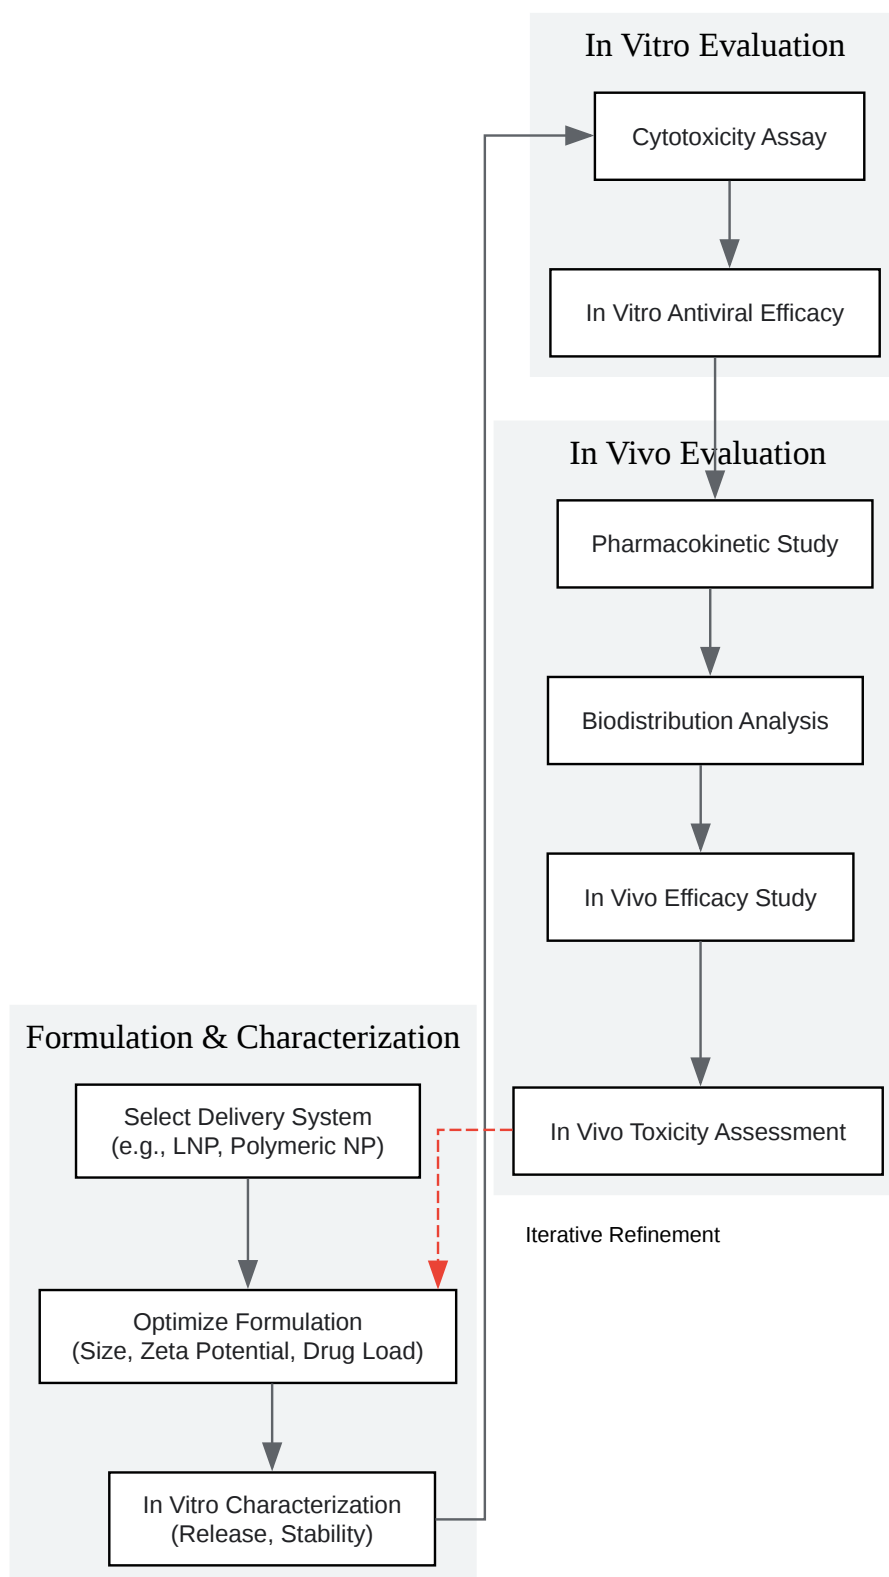 In Vitro Evaluation
Cytotoxicity Assay
In Vitro Antiviral Efficacy
In Vivo Evaluation
Pharmacokinetic Study
Biodistribution Analysis
In Vivo Efficacy Study
In Vivo Toxicity Assessment
Iterative Refinement
Formulation & Characterization
Select Delivery System
(e.g., LNP, Polymeric NP)
Optimize Formulation
(Size, Zeta Potential, Drug Load)
In Vitro Characterization
(Release, Stability)